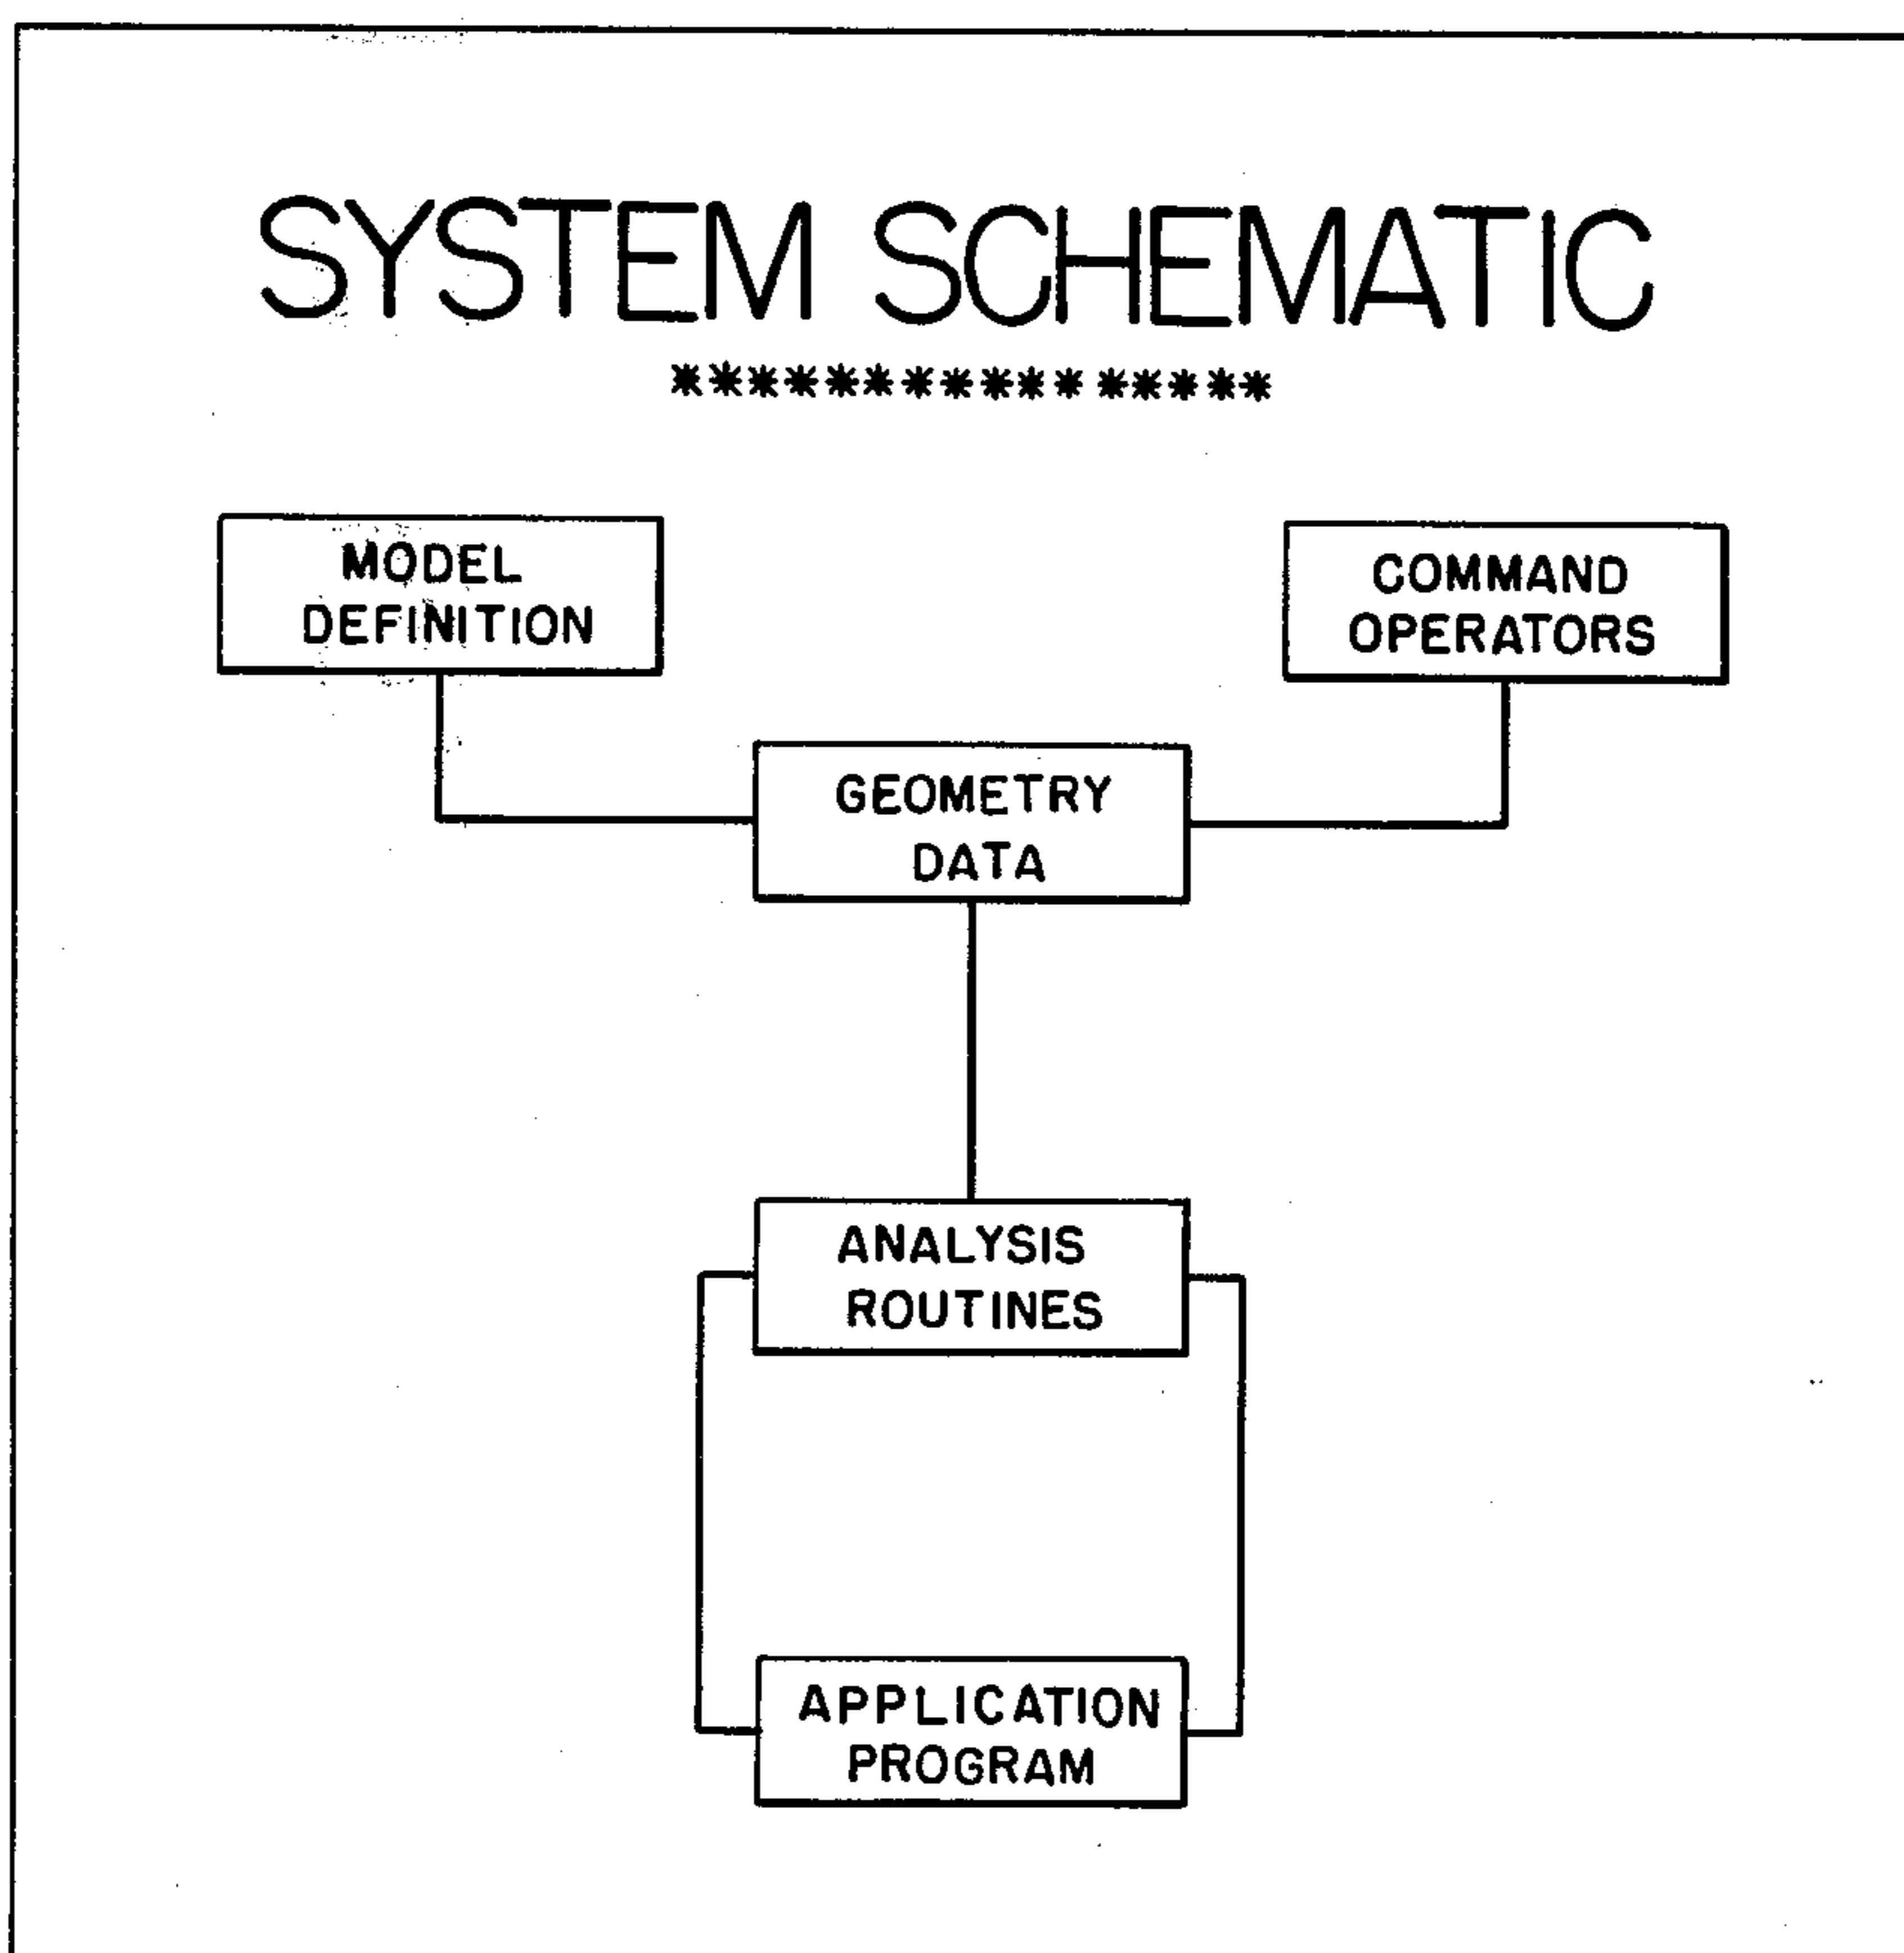 SYSTEM SCHEMATIC
****************
MODEL
DEFINITION
COMMAND
OPERATORS
GEOMETRY
DATA
ANALYSIS
ROUTINES
APPLICATION
PROGRAM